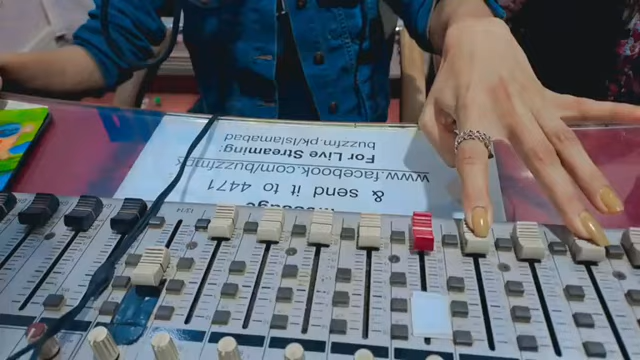 message
& send it to 4471
www.facebook.com/buzzfmpk
For Live Streaming:
buzzfm.pk/Islamabad